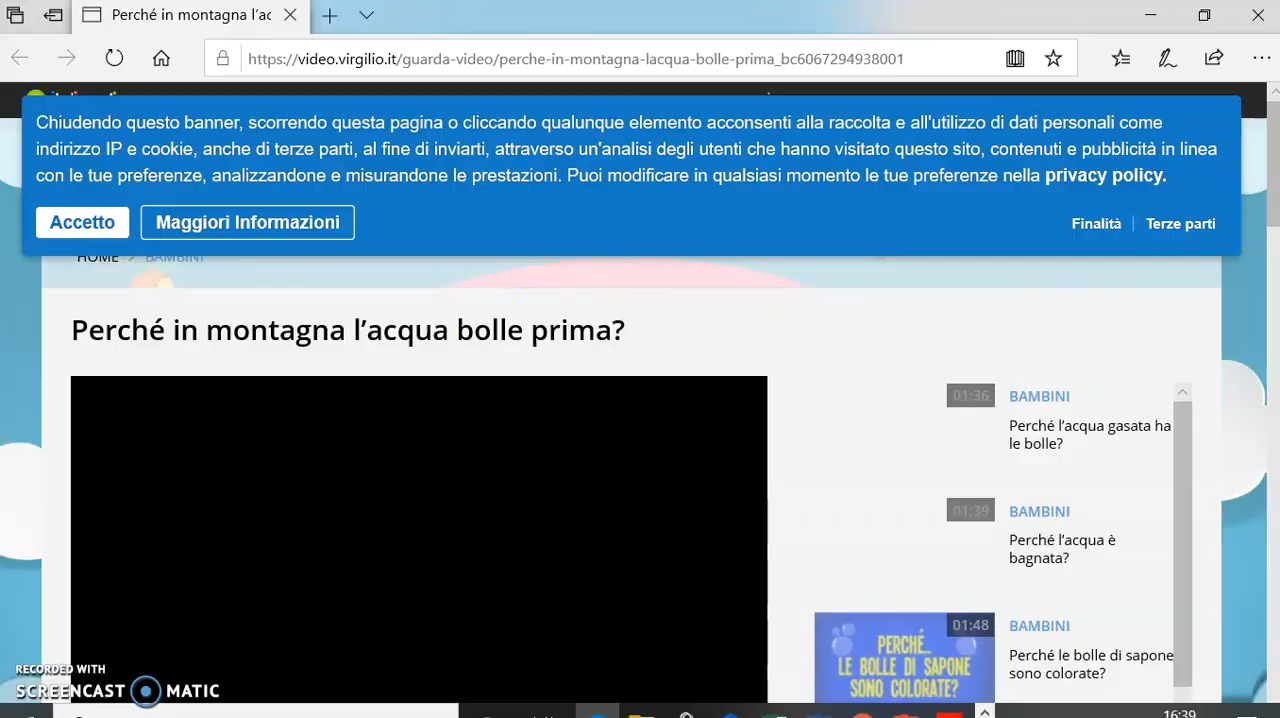 Perché in montagna l'ac
https://video.virgilio.it/guarda-video/perche-in-montagna-lacqua-bolle-prima_bc6067294938001
Chiudendo questo banner, scorrendo questa pagina o cliccando qualunque elemento acconsenti alla raccolta e all'utilizzo di dati personali come
indirizzo IP e cookie, anche di terze parti, al fine di inviarti, attraverso un'analisi degli utenti che hanno visitato questo sito, contenuti e pubblicità in linea
con le tue preferenze, analizzandone e misurandone le prestazioni. Puoi modificare in qualsiasi momento le tue preferenze nella privacy policy.
Accetto
Maggiori Informazioni
Finalità
Terze parti
HOME > BAMBINI
Perché in montagna l'acqua bolle prima?
01:36
BAMBINI
Perché l'acqua gasata ha
le bolle?
01:39
BAMBINI
Perché l'acqua è
bagnata?
01:48
PERCHÉ...
LE BOLLE DI SAPONE
SONO COLORATE?
BAMBINI
Perché le bolle di sapone
sono colorate?
RECORDED WITH
SCREENCAST MATIC
16:39